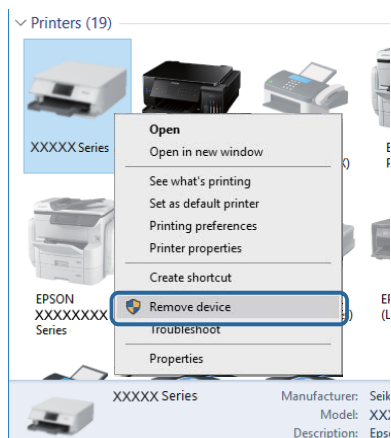 Printers (19)
XXXXX Series
Open
Open in new window
See what's printing
Set as default printer
Printing preferences
Printer properties
Create shortcut
Remove device
Troubleshoot
Properties
EPSON
XXXXXXXX
Series
XXXXX Series
Manufacturer:
Model:
Description: